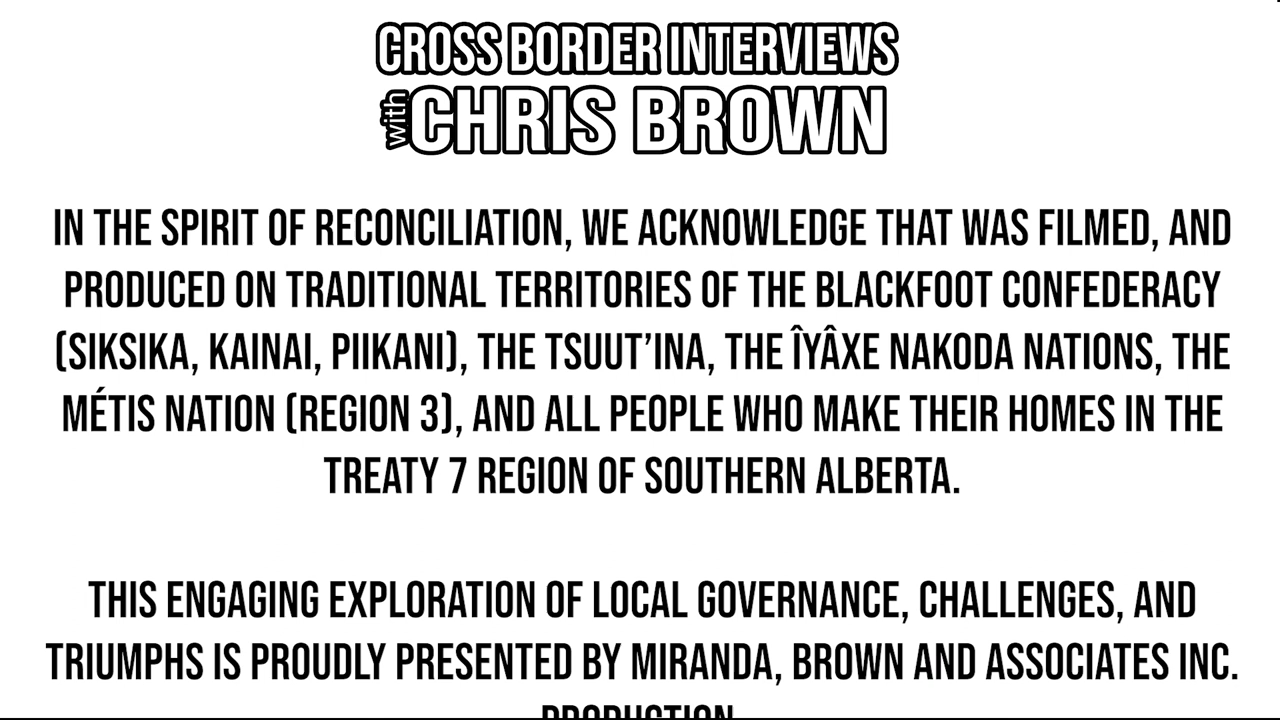 CROSS BORDER INTERVIEWS
with CHRIS BROWN
IN THE SPIRIT OF RECONCILIATION, WE ACKNOWLEDGE THAT WAS FILMED, AND
PRODUCED ON TRADITIONAL TERRITORIES OF THE BLACKFOOT CONFEDERACY
(SIKSIKA, KAINAI, PIIKANI), THE TSUUT’INA, THE ÎYÂXE NAKODA NATIONS, THE
MÉTIS NATION (REGION 3), AND ALL PEOPLE WHO MAKE THEIR HOMES IN THE
TREATY 7 REGION OF SOUTHERN ALBERTA.
THIS ENGAGING EXPLORATION OF LOCAL GOVERNANCE, CHALLENGES, AND
TRIUMPHS IS PROUDLY PRESENTED BY MIRANDA, BROWN AND ASSOCIATES INC.
PRODUCTION